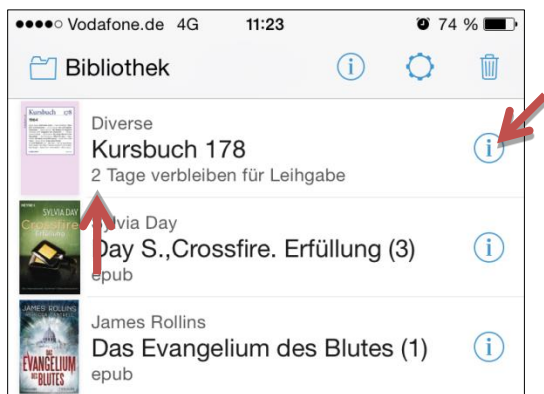 Vodafone.de 4G 11:23 74 %
Bibliothek
Kursbuch 178
Diverse
Kursbuch 178
2 Tage verbleiben für Leihgabe
SYLVIA DAY
Crossfire
Erfüllung
Sylvia Day
Day S.,Crossfire. Erfüllung (3)
epub
JAMES ROLLINS
DAS
EVANGELIUM
DES BLUTES
James Rollins
Das Evangelium des Blutes (1)
epub